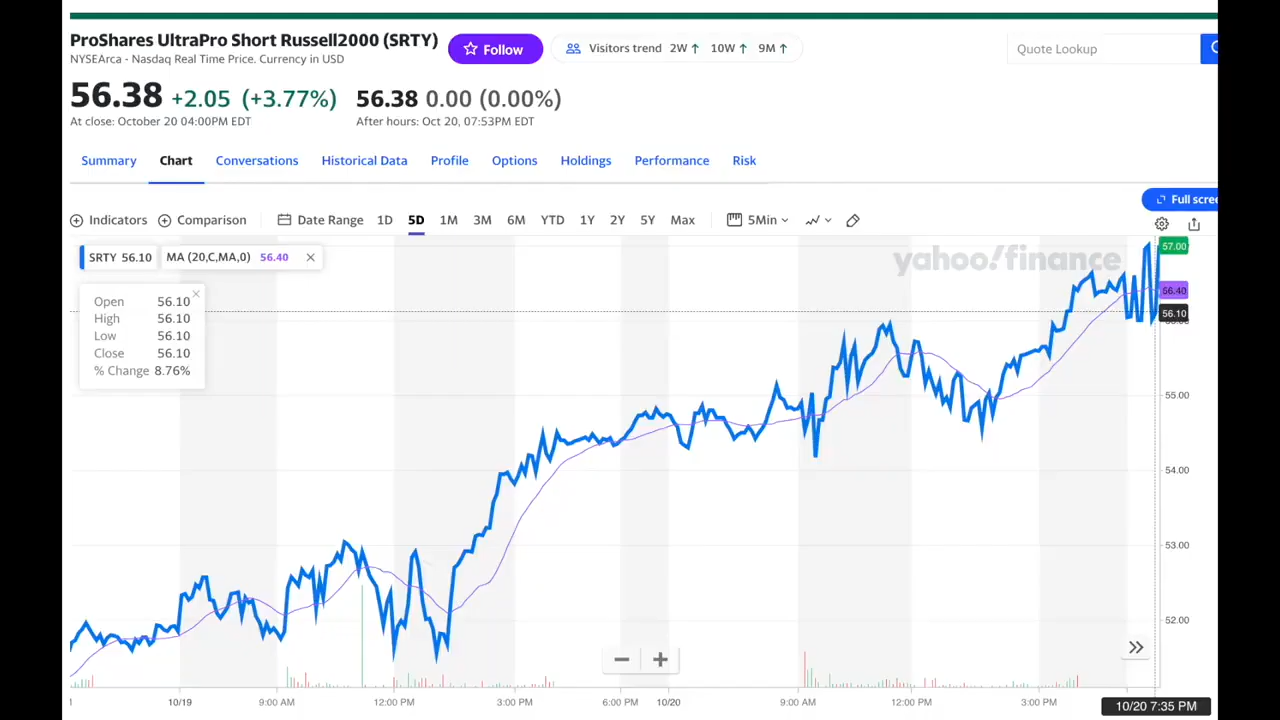 ProShares UltraPro Short Russell2000 (SRTY)
Follow
Visitors trend 2W ↑ 10W ↑ 9M ↑
Quote Lookup
NYSEArca - Nasdaq Real Time Price. Currency in USD
56.38 +2.05 (+3.77%) 56.38 0.00 (0.00%)
At close: October 20 04:00PM EDT After hours: Oct 20, 07:53PM EDT
Summary Chart Conversations Historical Data Profile Options Holdings Performance Risk
Full scree
Indicators Comparison Date Range 1D 5D 1M 3M 6M YTD 1Y 2Y 5Y Max 5Min
SRTY 56.10 MA (20,C,MA,0) 56.40
yahoo!finance
57.00
Open 56.10
High 56.10
Low 56.10
Close 56.10
% Change 8.76%
56.40
56.10
55.00
54.00
53.00
52.00
10/19 9:00 AM 12:00 PM 3:00 PM 6:00 PM 10/20 9:00 AM 12:00 PM 3:00 PM
10/20 7:35 PM